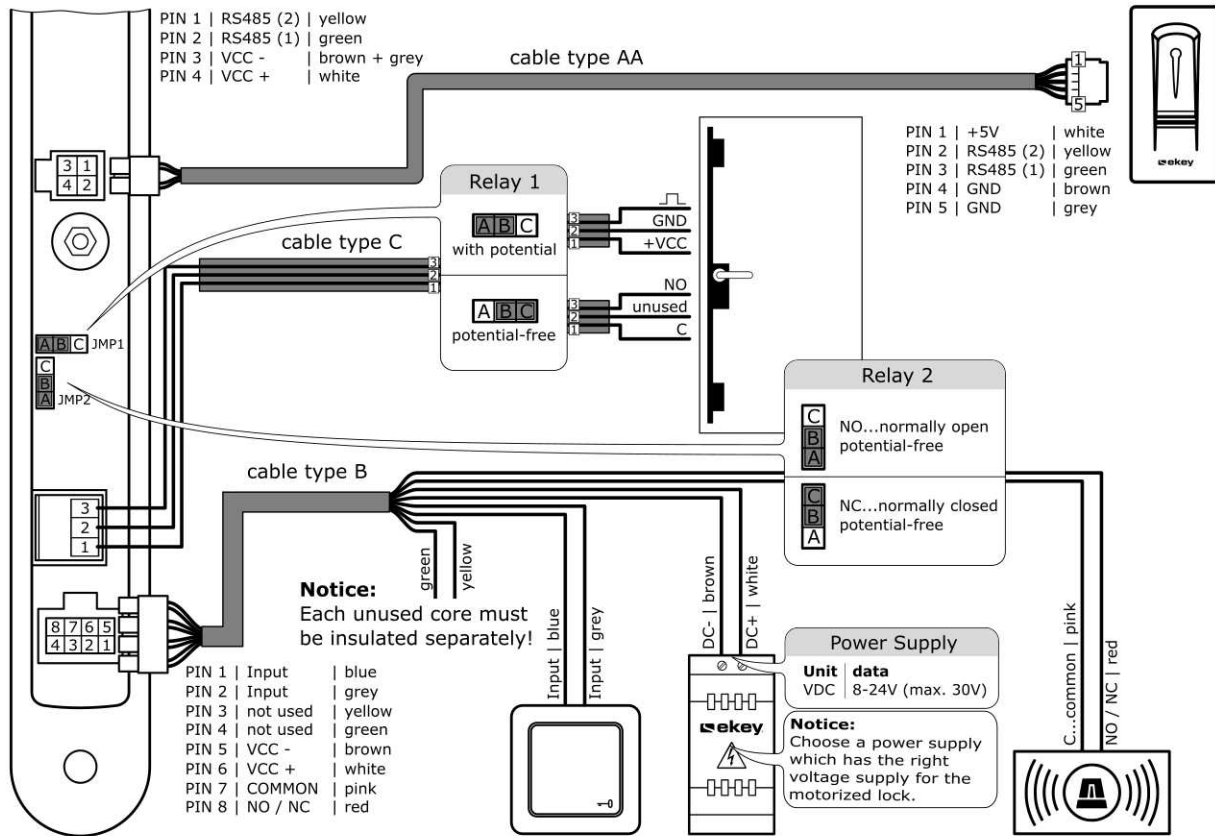 PIN 1 | RS485 (2) | yellow
PIN 2 | RS485 (1) | green
PIN 3 | VCC - | brown + grey
PIN 4 | VCC + | white
cable type AA
1
5
PIN 1 | +5V | white
PIN 2 | RS485 (2) | yellow
PIN 3 | RS485 (1) | green
PIN 4 | GND | brown
PIN 5 | GND | grey
ekey
3 1
4 2
cable type C
3
2
1
Relay 1
A B C
with potential
3
2
1
GND
+VCC
A B C
potential-free
3
2
1
NO
unused
C
A B C JMP1
C
B
A JMP2
Relay 2
C
B
A
NO...normally open
potential-free
C
B
A
NC...normally closed
potential-free
3
2
1
cable type B
green
yellow
Notice:
Each unused core must
be insulated separately!
8 7 6 5
4 3 2 1
PIN 1 | Input | blue
PIN 2 | Input | grey
PIN 3 | not used | yellow
PIN 4 | not used | green
PIN 5 | VCC - | brown
PIN 6 | VCC + | white
PIN 7 | COMMON | pink
PIN 8 | NO / NC | red
Input | blue
Input | grey
DC- | brown
DC+ | white
Power Supply
Unit | data
VDC | 8-24V (max. 30V)
ekey
Notice:
Choose a power supply
which has the right
voltage supply for the
motorized lock.
C...common | pink
NO / NC | red